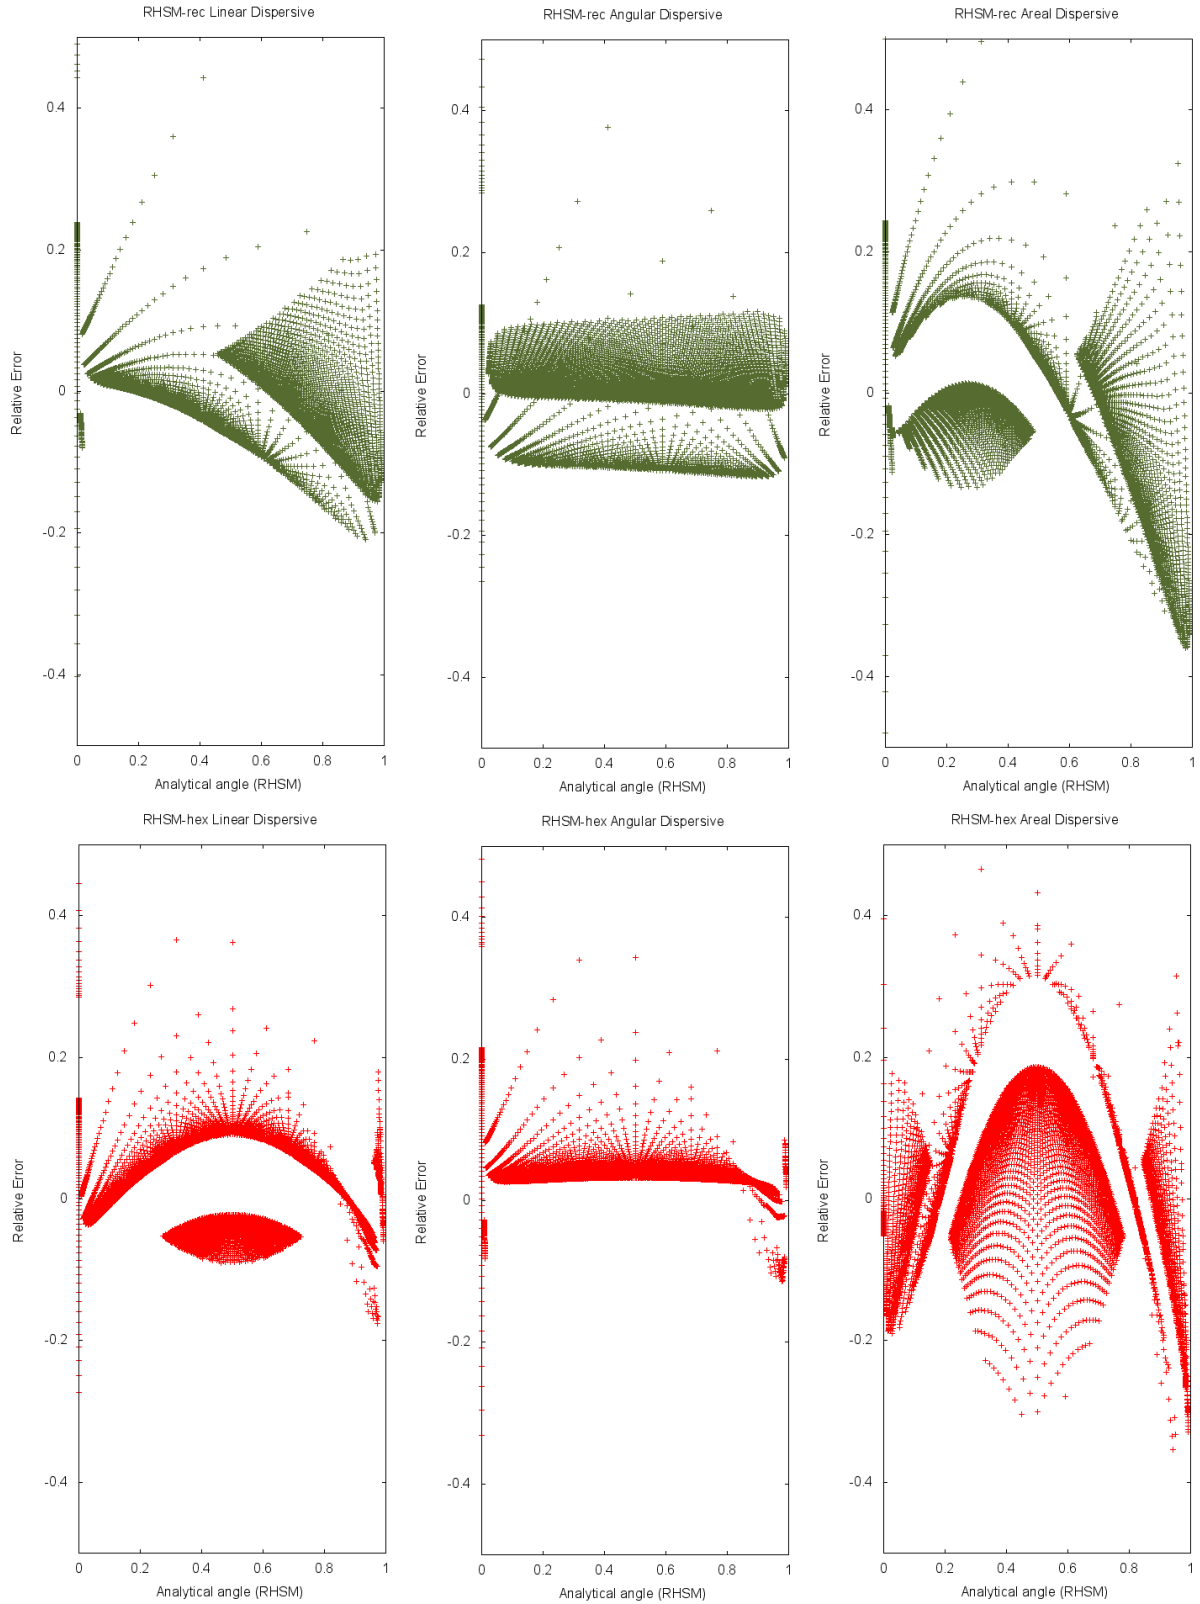 RHSM-rec Linear Dispersive
RHSM-rec Angular Dispersive
RHSM-rec Areal Dispersive
0.4
0.2
0
-0.2
-0.4
Relative Error
0 0.2 0.4 0.6 0.8 1
Analytical angle (RHSM)
0.4
0.2
0
-0.2
-0.4
Relative Error
0 0.2 0.4 0.6 0.8 1
Analytical angle (RHSM)
0.4
0.2
0
-0.2
-0.4
Relative Error
0 0.2 0.4 0.6 0.8 1
Analytical angle (RHSM)
RHSM-hex Linear Dispersive
RHSM-hex Angular Dispersive
RHSM-hex Areal Dispersive
0.4
0.2
0
-0.2
-0.4
Relative Error
0 0.2 0.4 0.6 0.8 1
Analytical angle (RHSM)
0.4
0.2
0
-0.2
-0.4
Relative Error
0 0.2 0.4 0.6 0.8 1
Analytical angle (RHSM)
0.4
0.2
0
-0.2
-0.4
Relative Error
0 0.2 0.4 0.6 0.8 1
Analytical angle (RHSM)